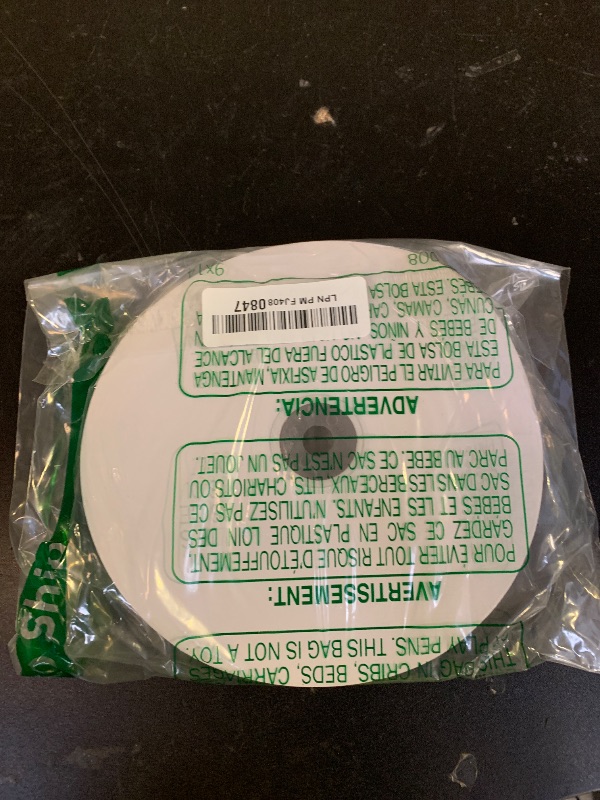 THIS BAG IN CRIBS, BEDS, CARRIAGES
PLAY PENS. THIS BAG IS NOT A TOY.
AVERTISSEMENT:
POUR ÉVITER TOUT RISQUE D'ÉTOUFFEMENT,
GARDEZ CE SAC EN PLASTIQUE LOIN DES
BÉBÉS ET LES ENFANTS. N'UTILISEZ PAS CE
SAC DANS LES BERCEAUX, LITS, CHARIOTS OU
PARC AU BEBE. CE SAC N'EST PAS UN JOUET.
ADVERTENCIA:
PARA EVITAR EL PELIGRO DE ASFIXIA, MANTENGA
ESTA BOLSA DE PLASTICO FUERA DEL ALCANCE
DE BEBES Y NINOS
CUNAS, CAMAS,
ESTA BOLSA
LPN PM FJ408 0847
Ship